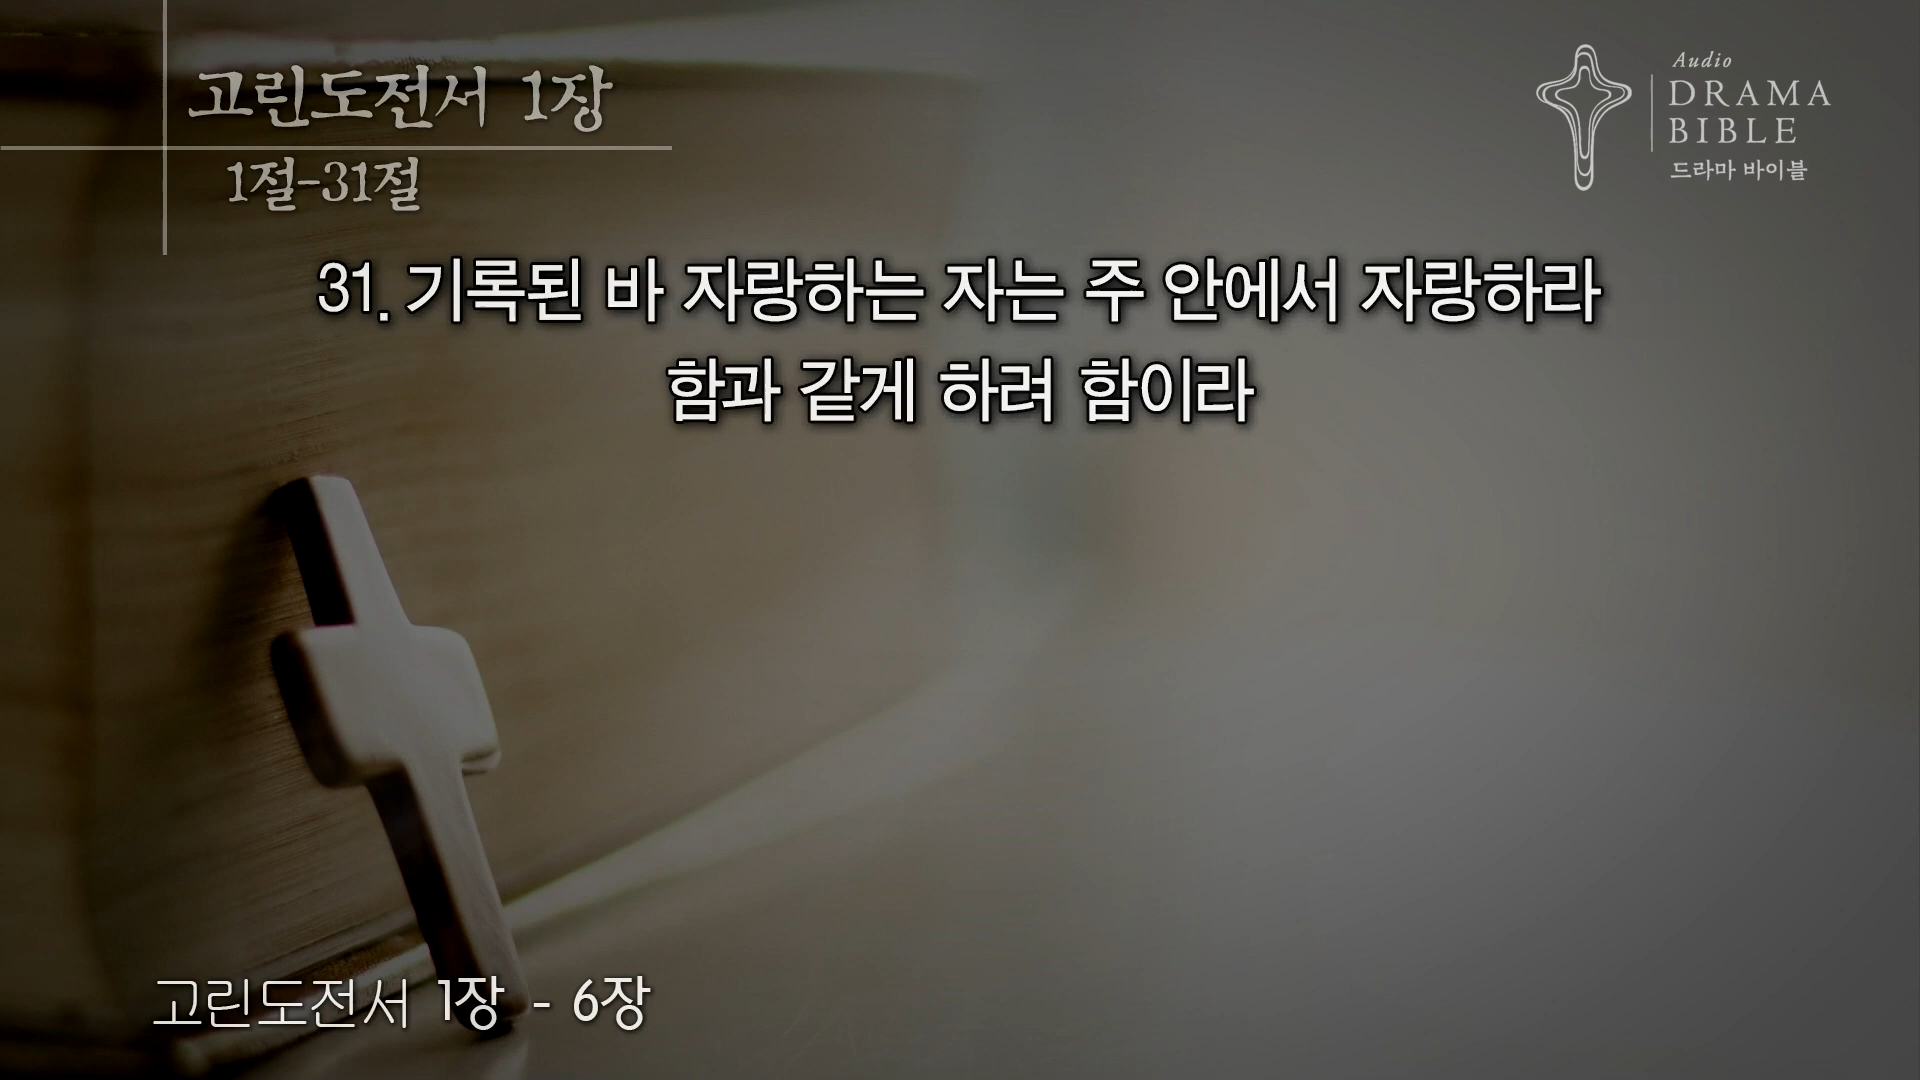 고린도전서 1장
1절-31절
Audio
DRAMA
BIBLE
드라마 바이블
31. 기록된 바 자랑하는 자는 주 안에서 자랑하라
함과 같게 하려 함이라
고린도전서 1장 - 6장